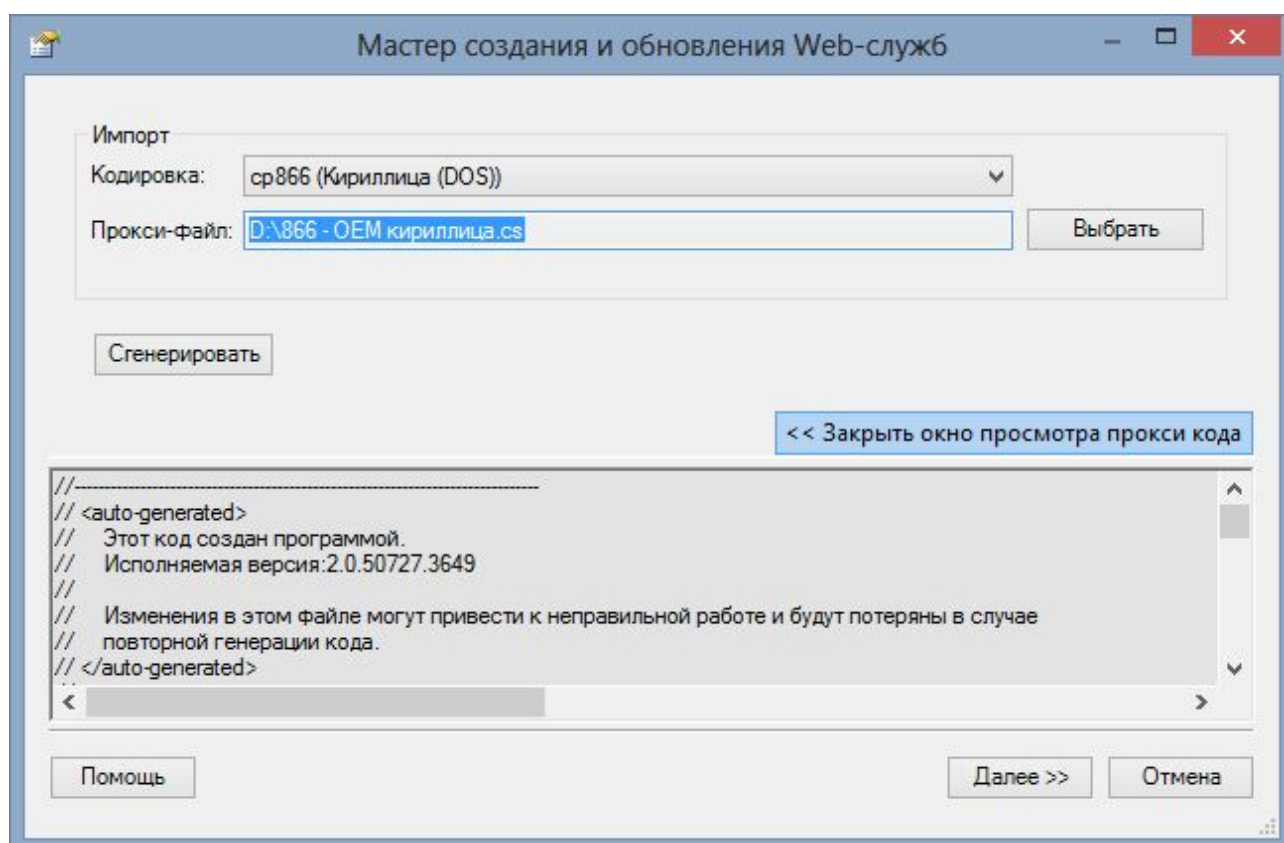 Мастер создания и обновления Web-служб
Импорт
Кодировка: cp866 (Кириллица (DOS))
Прокси-файл: D:\866 - OEM кириллица.cs Выбрать
Сгенерировать
<< Закрыть окно просмотра прокси кода
//------------------------------------------------------------------------------
// <auto-generated>
// Этот код создан программой.
// Исполняемая версия:2.0.50727.3649
//
// Изменения в этом файле могут привести к неправильной работе и будут потеряны в случае
// повторной генерации кода.
// </auto-generated>
Помощь Далее >> Отмена